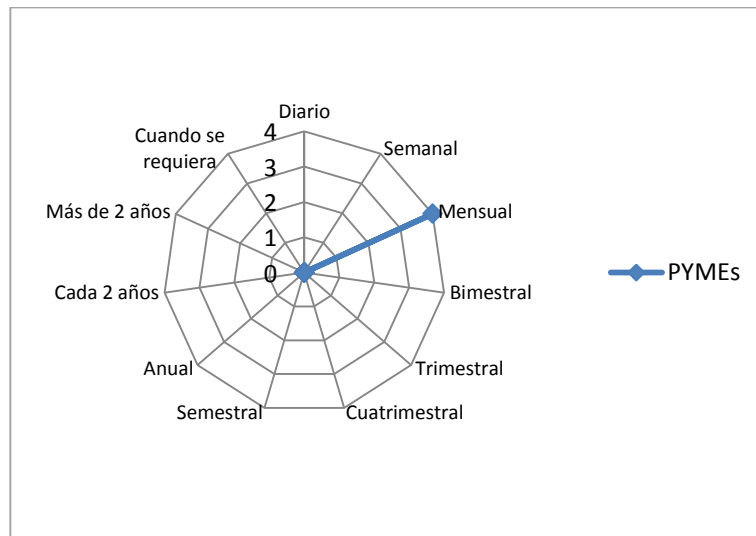 Diario
Semanal
Mensual
Bimestral
Trimestral
Cuatrimestral
Semestral
Anual
Cada 2 años
Más de 2 años
Cuando se
requiera
4
3
2
1
0
PYMEs